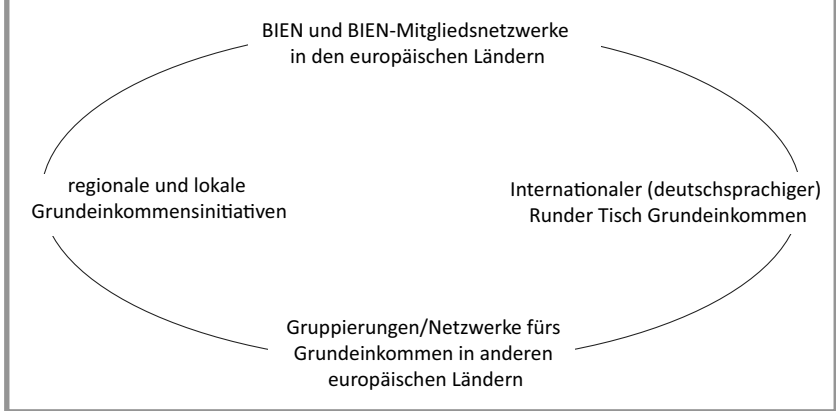 BIEN und BIEN-Mitgliedsnetzwerke
in den europäischen Ländern
regionale und lokale
Grundeinkommensinitiativen
Internationaler (deutschsprachiger)
Runder Tisch Grundeinkommen
Gruppierungen/Netzwerke fürs
Grundeinkommen in anderen
europäischen Ländern